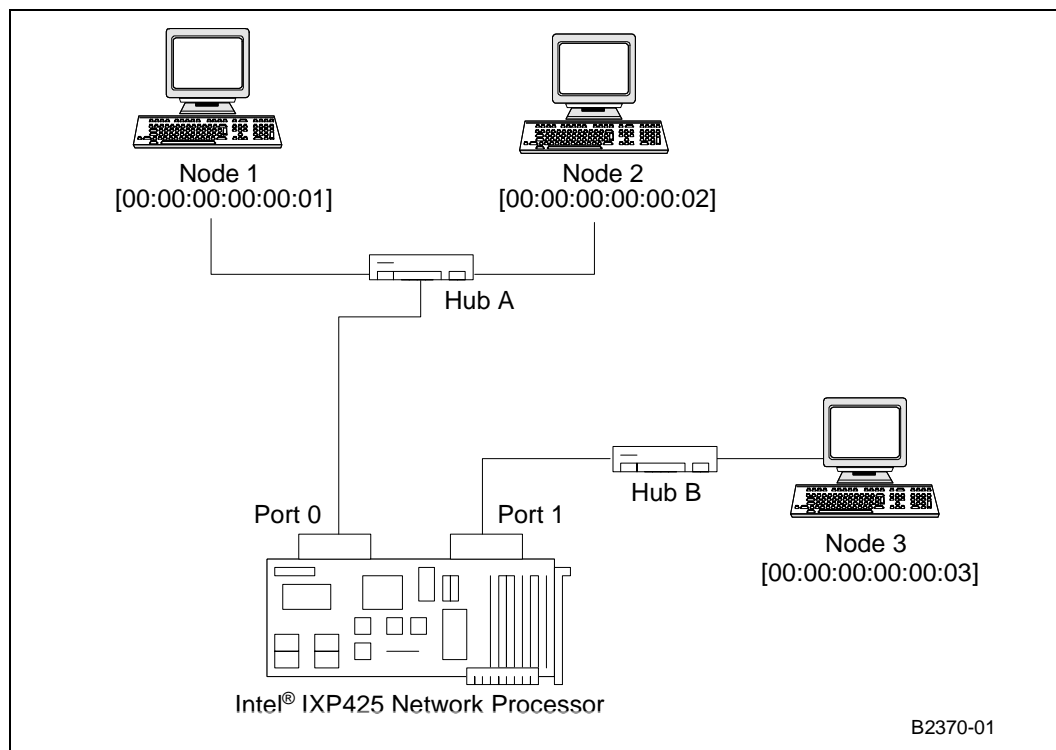 Node 1
[00:00:00:00:00:01]
Node 2
[00:00:00:00:00:02]
Hub A
Hub B
Port 0
Port 1
Node 3
[00:00:00:00:00:03]
Intel® IXP425 Network Processor
B2370-01